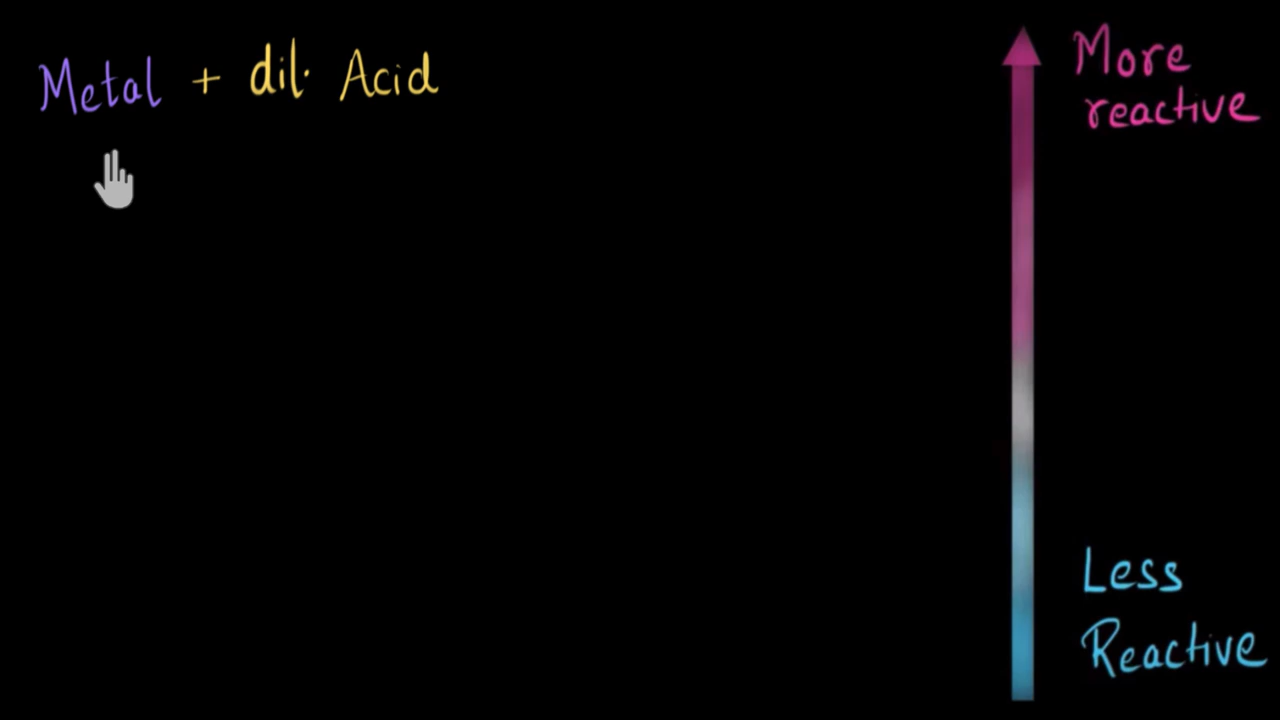 Metal + dil. Acid
More
reactive
Less
Reactive